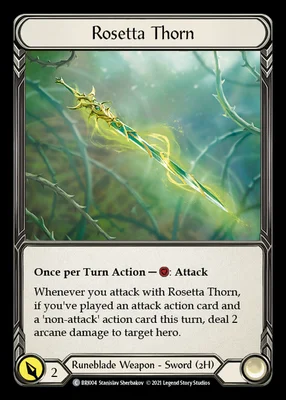 Rosetta Thorn
Once per Turn Action — : Attack
Whenever you attack with Rosetta Thorn,
if you've played an attack action card and
a 'non-attack' action card this turn, deal 2
arcane damage to target hero.
2
Runeblade Weapon - Sword (2H)
C BRI004 Stanislav Sherbakov © 2021 Legend Story Studios